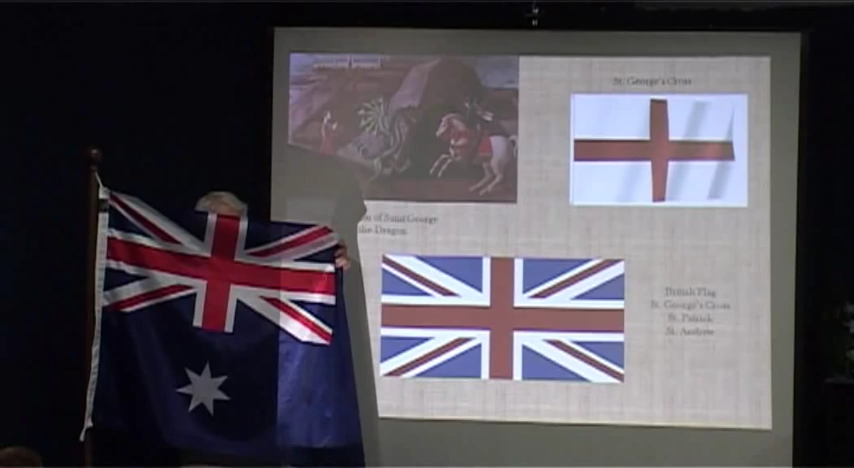 St. George's Cross
of Saint George
the Dragon
British Flag
St. George's Cross
St. Patrick
St. Andrew